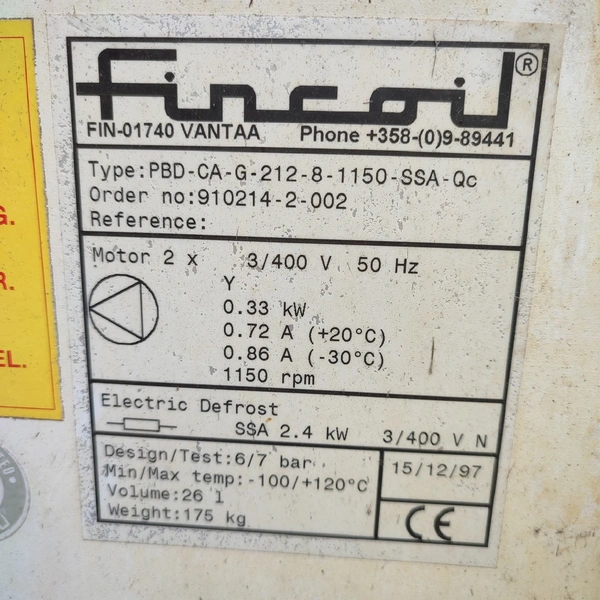 fincoil ®
FIN-01740 VANTAA Phone +358-(0)9-89441
Type:PBD-CA-G-212-8-1150-SSA-Qc
Order no:910214-2-002
Reference:
Motor 2 x 3/400 V 50 Hz
Y
0.33 kW
0.72 A (+20°C)
0.86 A (-30°C)
1150 rpm
Electric Defrost
SSA 2.4 kW 3/400 V N
Design/Test:6/7 bar
Min/Max temp:-100/+120°C
Volume:26 l
Weight:175 kg
15/12/97
CE
G.
R.
EL.